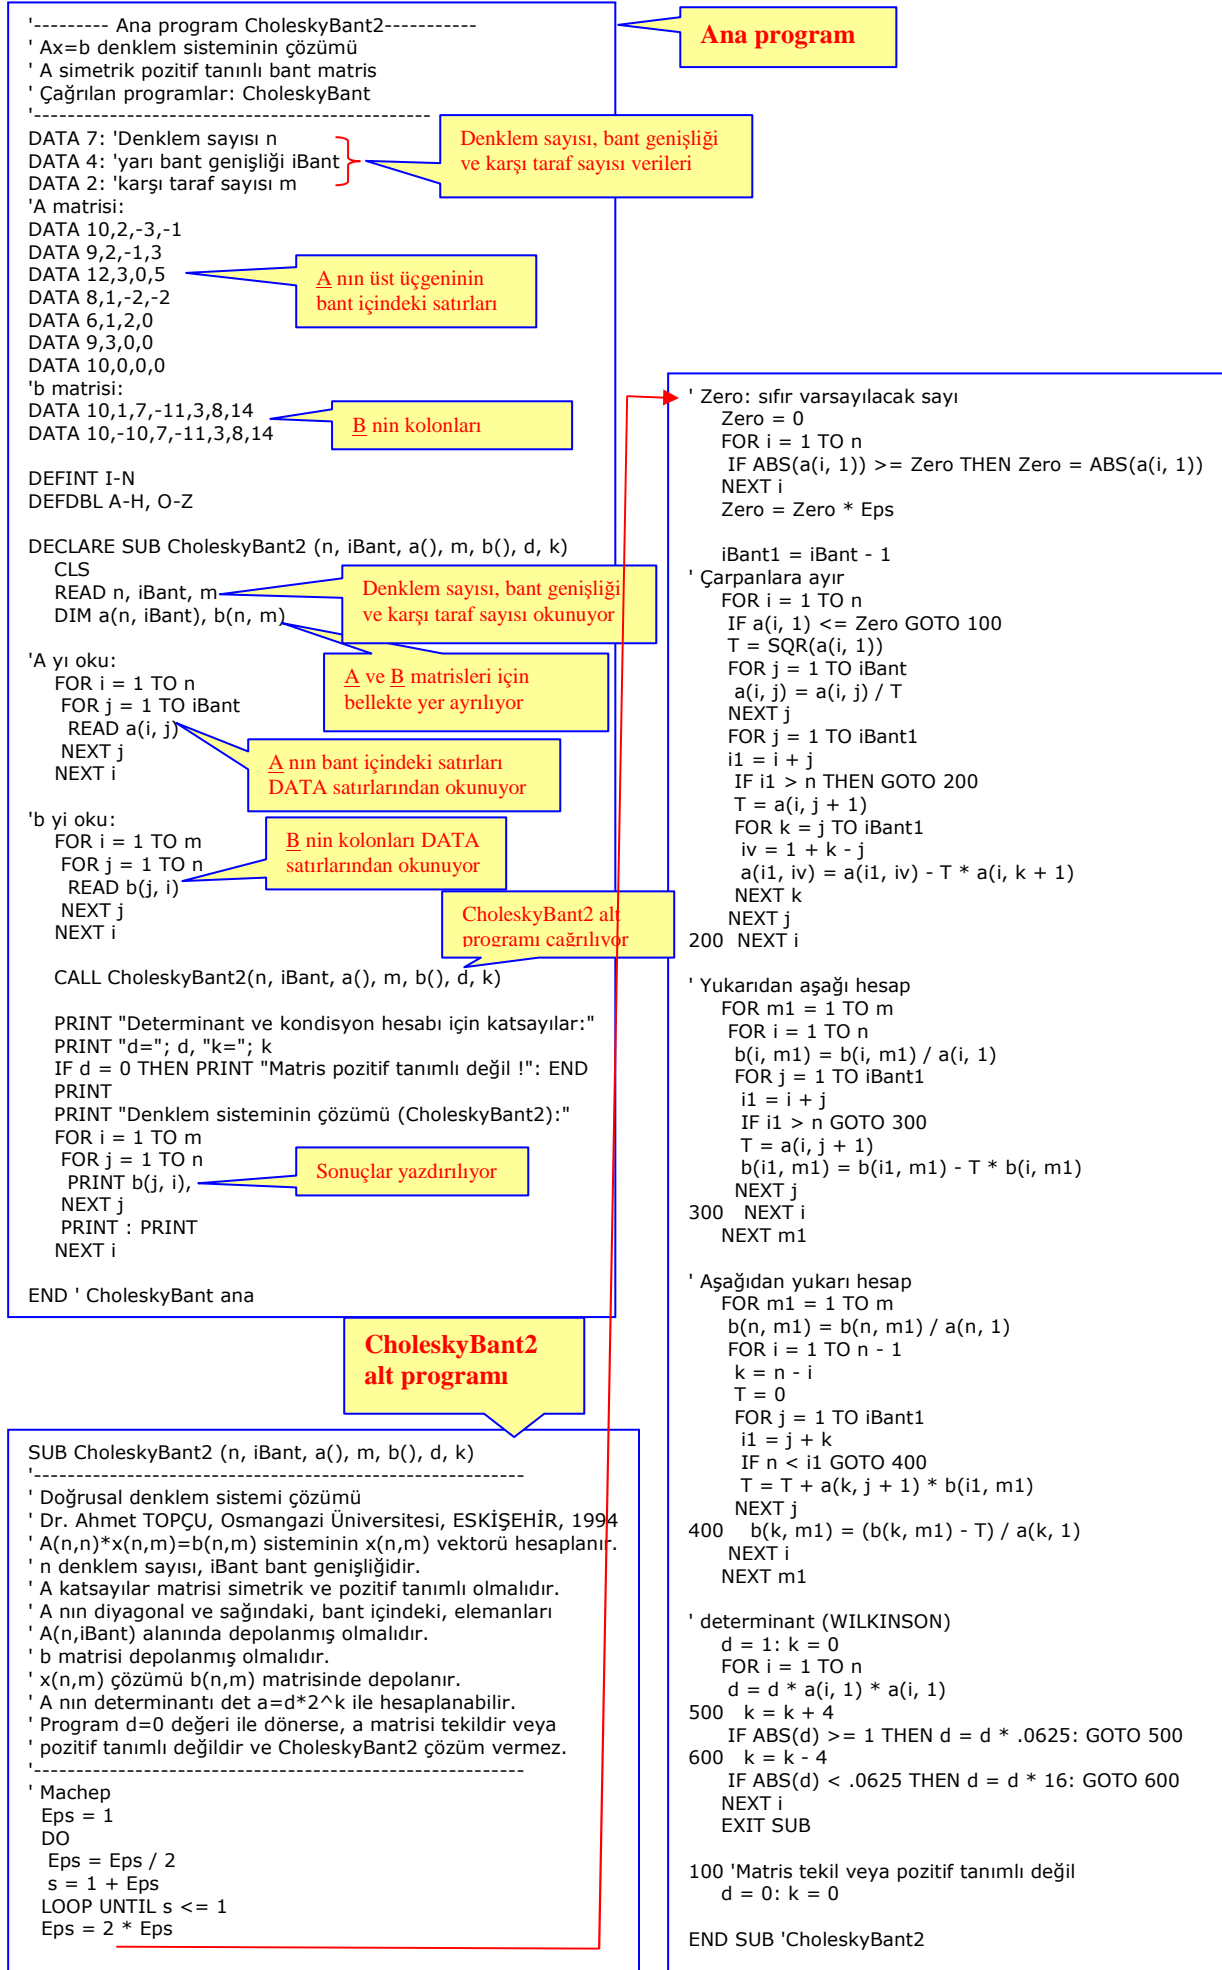 '--------- Ana program CholeskyBant2-----------
' Ax=b denklem sisteminin çözümü
' A simetrik pozitif tanınlı bant matris
' Çağrılan programlar: CholeskyBant
'-----------------------------------------------
DATA 7: 'Denklem sayısı n
DATA 4: 'yarı bant genişliği iBant
DATA 2: 'karşı taraf sayısı m
'A matrisi:
DATA 10,2,-3,-1
DATA 9,2,-1,3
DATA 12,3,0,5
DATA 8,1,-2,-2
DATA 6,1,2,0
DATA 9,3,0,0
DATA 10,0,0,0
'b matrisi:
DATA 10,1,7,-11,3,8,14
DATA 10,-10,7,-11,3,8,14
DEFINT I-N
DEFDBL A-H, O-Z
DECLARE SUB CholeskyBant2 (n, iBant, a(), m, b(), d, k)
CLS
READ n, iBant, m
DIM a(n, iBant), b(n, m)
'A yı oku:
FOR i = 1 TO n
FOR j = 1 TO iBant
READ a(i, j)
NEXT j
NEXT i
'b yi oku:
FOR i = 1 TO m
FOR j = 1 TO n
READ b(j, i)
NEXT j
NEXT i
CALL CholeskyBant2(n, iBant, a(), m, b(), d, k)
PRINT "Determinant ve kondisyon hesabı için katsayılar:"
PRINT "d="; d, "k="; k
IF d = 0 THEN PRINT "Matris pozitif tanımlı değil !": END
PRINT
PRINT "Denklem sisteminin çözümü (CholeskyBant2):"
FOR i = 1 TO m
FOR j = 1 TO n
PRINT b(j, i),
NEXT j
PRINT : PRINT
NEXT i
END ' CholeskyBant ana
Ana program
Denklem sayısı, bant genişliği
ve karşı taraf sayısı verileri
A nın üst üçgeninin
bant içindeki satırları
B nin kolonları
Denklem sayısı, bant genişliği
ve karşı taraf sayısı okunuyor
A ve B matrisleri için
bellekte yer ayrılıyor
A nın bant içindeki satırları
DATA satırlarından okunuyor
B nin kolonları DATA
satırlarından okunuyor
CholeskyBant2 alt
programı çağrılıyor
Sonuçlar yazdırılıyor
CholeskyBant2
alt programı
SUB CholeskyBant2 (n, iBant, a(), m, b(), d, k)
'----------------------------------------------------------
' Doğrusal denklem sistemi çözümü
' Dr. Ahmet TOPÇU, Osmangazi Üniversitesi, ESKİŞEHİR, 1994
' A(n,n)*x(n,m)=b(n,m) sisteminin x(n,m) vektorü hesaplanır.
' n denklem sayısı, iBant bant genişliğidir.
' A katsayılar matrisi simetrik ve pozitif tanımlı olmalıdır.
' A nın diyagonal ve sağındaki, bant içindeki, elemanları
' A(n,iBant) alanında depolanmış olmalıdır.
' b matrisi depolanmış olmalıdır.
' x(n,m) çözümü b(n,m) matrisinde depolanır.
' A nın determinantı det a=d*2^k ile hesaplanabilir.
' Program d=0 değeri ile dönerse, a matrisi tekildir veya
' pozitif tanımlı değildir ve CholeskyBant2 çözüm vermez.
'----------------------------------------------------------
' Machep
Eps = 1
DO
Eps = Eps / 2
s = 1 + Eps
LOOP UNTIL s <= 1
Eps = 2 * Eps
' Zero: sıfır varsayılacak sayı
Zero = 0
FOR i = 1 TO n
IF ABS(a(i, 1)) >= Zero THEN Zero = ABS(a(i, 1))
NEXT i
Zero = Zero * Eps
iBant1 = iBant - 1
' Çarpanlara ayır
FOR i = 1 TO n
IF a(i, 1) <= Zero GOTO 100
T = SQR(a(i, 1))
FOR j = 1 TO iBant
a(i, j) = a(i, j) / T
NEXT j
FOR j = 1 TO iBant1
i1 = i + j
IF i1 > n THEN GOTO 200
T = a(i, j + 1)
FOR k = j TO iBant1
iv = 1 + k - j
a(i1, iv) = a(i1, iv) - T * a(i, k + 1)
NEXT k
NEXT j
200 NEXT i
' Yukarıdan aşağı hesap
FOR m1 = 1 TO m
FOR i = 1 TO n
b(i, m1) = b(i, m1) / a(i, 1)
FOR j = 1 TO iBant1
i1 = i + j
IF i1 > n GOTO 300
T = a(i, j + 1)
b(i1, m1) = b(i1, m1) - T * b(i, m1)
NEXT j
300 NEXT i
NEXT m1
' Aşağıdan yukarı hesap
FOR m1 = 1 TO m
b(n, m1) = b(n, m1) / a(n, 1)
FOR i = 1 TO n - 1
k = n - i
T = 0
FOR j = 1 TO iBant1
i1 = j + k
IF n < i1 GOTO 400
T = T + a(k, j + 1) * b(i1, m1)
NEXT j
400 b(k, m1) = (b(k, m1) - T) / a(k, 1)
NEXT i
NEXT m1
' determinant (WILKINSON)
d = 1: k = 0
FOR i = 1 TO n
d = d * a(i, 1) * a(i, 1)
500 k = k + 4
IF ABS(d) >= 1 THEN d = d * .0625: GOTO 500
600 k = k - 4
IF ABS(d) < .0625 THEN d = d * 16: GOTO 600
NEXT i
EXIT SUB
100 'Matris tekil veya pozitif tanımlı değil
d = 0: k = 0
END SUB 'CholeskyBant2